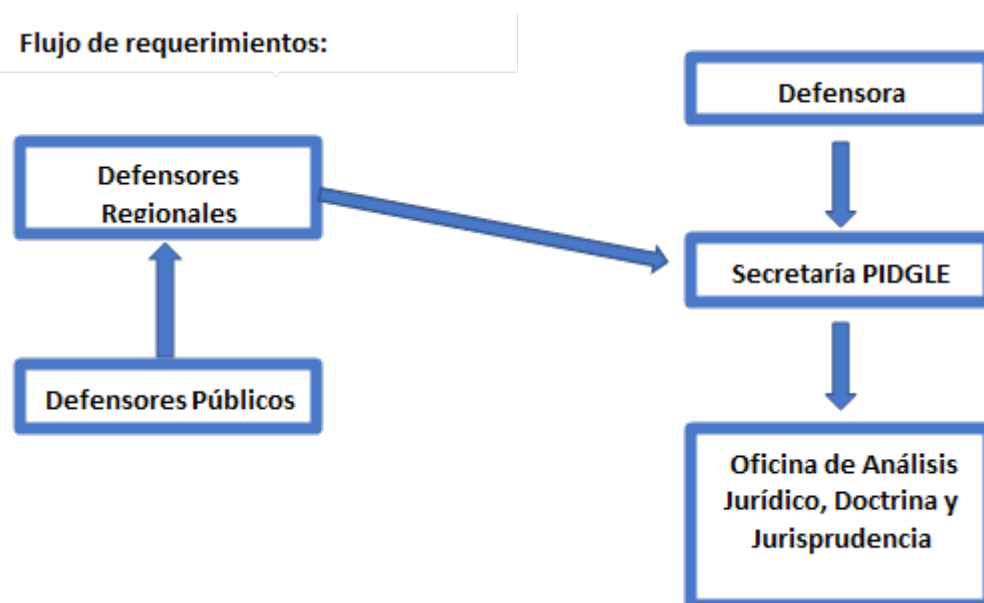 Flujo de requerimientos:
Defensora
Defensores
Regionales
Secretaría PIDGLE
Defensores Públicos
Oficina de Análisis
Jurídico, Doctrina y
Jurisprudencia